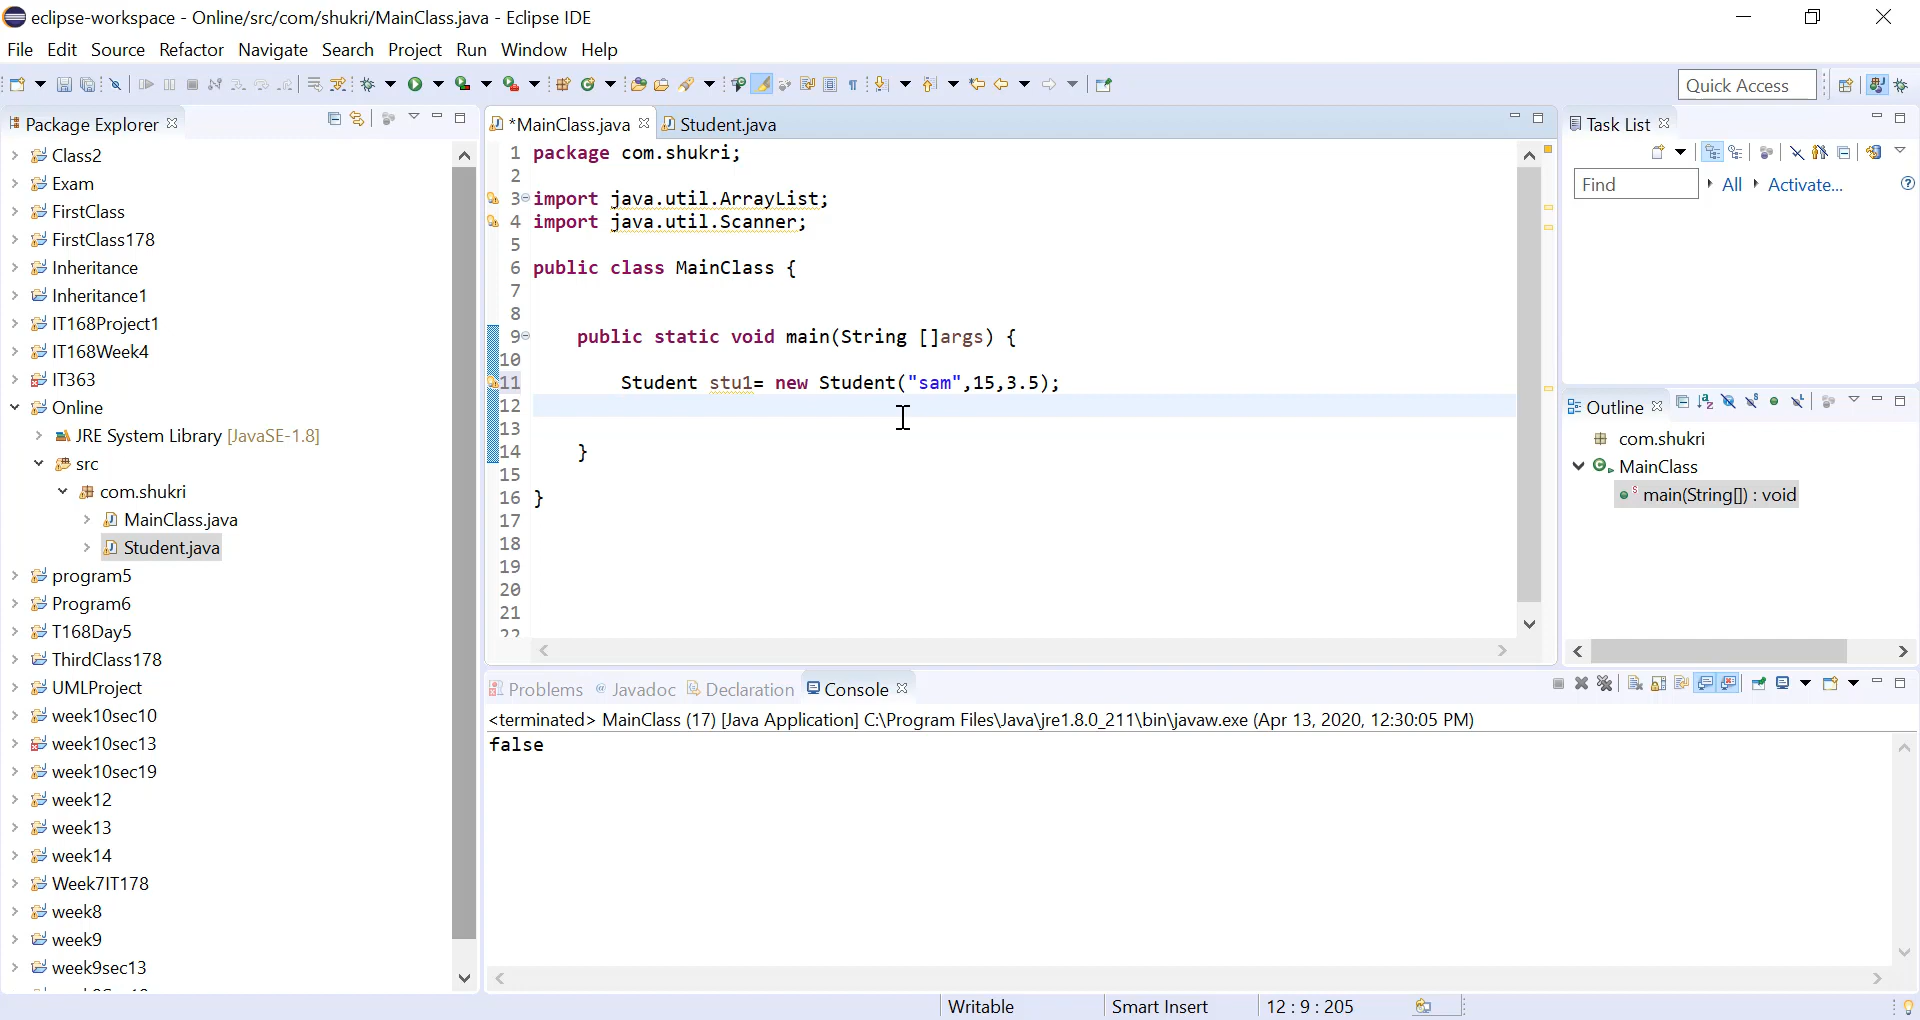 eclipse-workspace - Online/src/com/shukri/MainClass.java - Eclipse IDE
File Edit Source Refactor Navigate Search Project Run Window Help
Quick Access
Package Explorer
Class2
Exam
FirstClass
FirstClass178
Inheritance
Inheritance1
IT168Project1
IT168Week4
IT363
Online
JRE System Library [JavaSE-1.8]
src
com.shukri
MainClass.java
Student.java
program5
Program6
T168Day5
ThirdClass178
UMLProject
week10sec10
week10sec13
week10sec19
week12
week13
week14
Week7IT178
week8
week9
week9sec13
*MainClass.java Student.java
1 package com.shukri;
2
3 import java.util.ArrayList;
4 import java.util.Scanner;
5
6 public class MainClass {
7
8
9 public static void main(String []args) {
10
11 Student stu1= new Student("sam",15,3.5);
12
13
14 }
15
16 }
17
18
19
20
21
22
Task List
Find All Activate...
Outline
com.shukri
MainClass
main(String[]) : void
Problems @ Javadoc Declaration Console
<terminated> MainClass (17) [Java Application] C:\Program Files\Java\jre1.8.0_211\bin\javaw.exe (Apr 13, 2020, 12:30:05 PM)
false
Writable Smart Insert 12 : 9 : 205